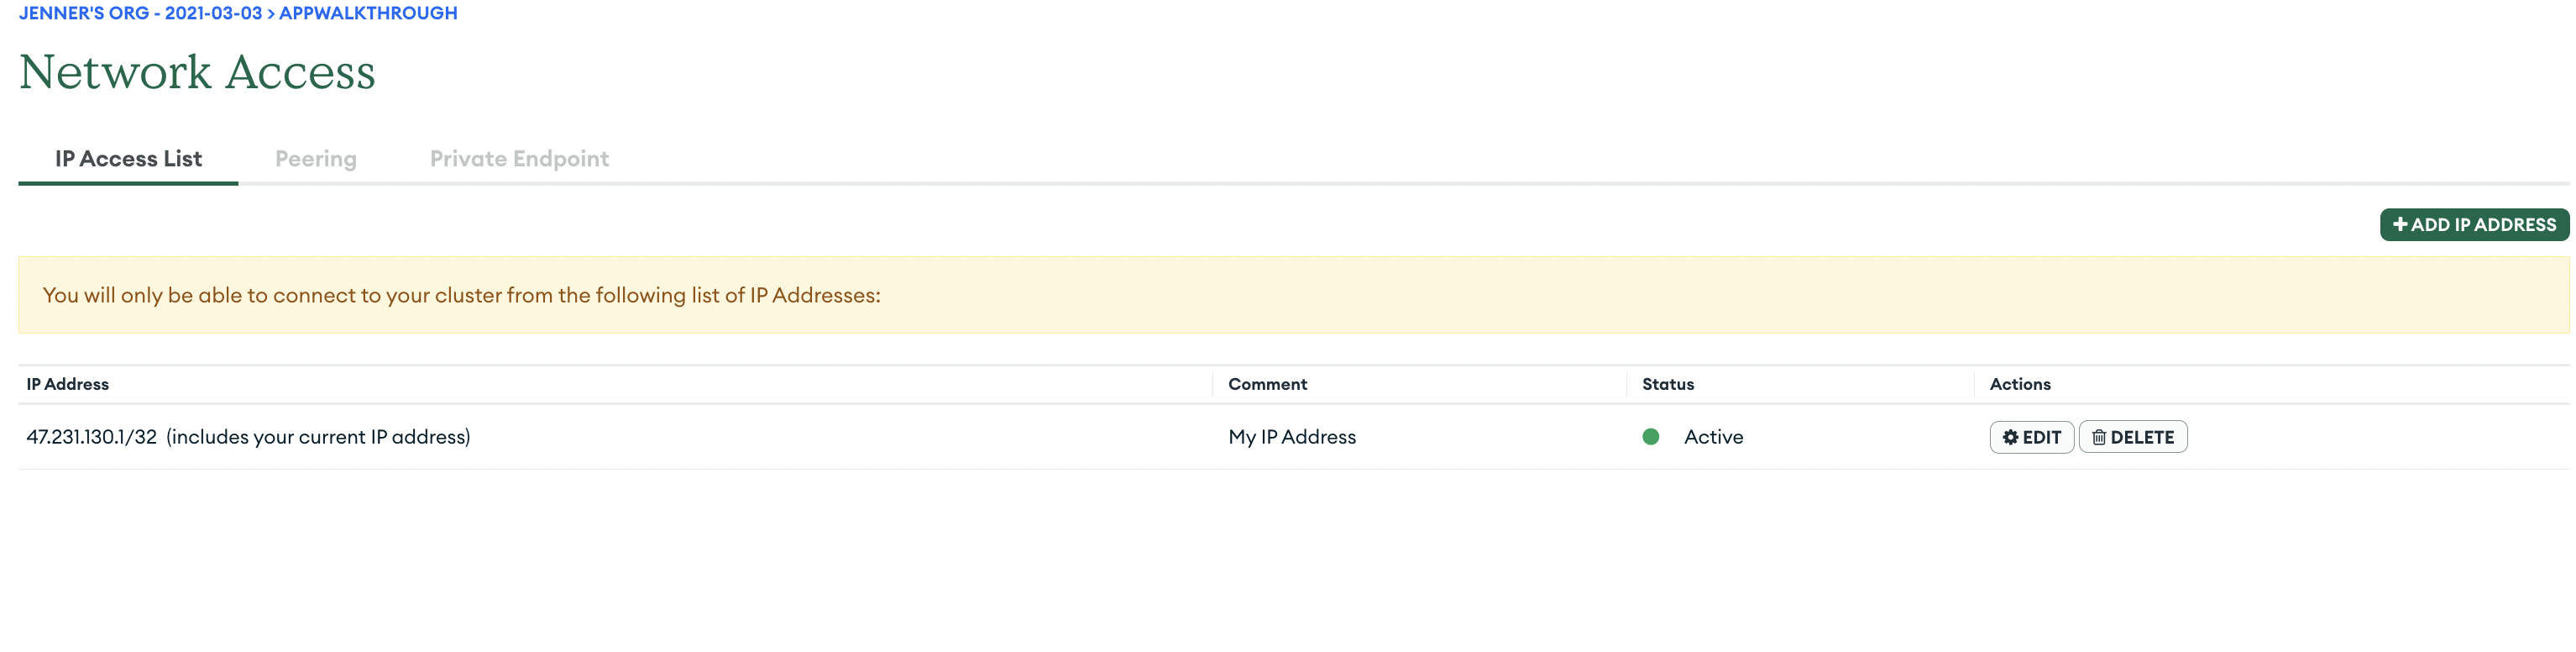 JENNER'S ORG - 2021-03-03 > APPWALKTHROUGH
Network Access
IP Access List Peering Private Endpoint
+ ADD IP ADDRESS
You will only be able to connect to your cluster from the following list of IP Addresses:
IP Address Comment Status Actions
47.231.130.1/32 (includes your current IP address) My IP Address Active EDIT DELETE